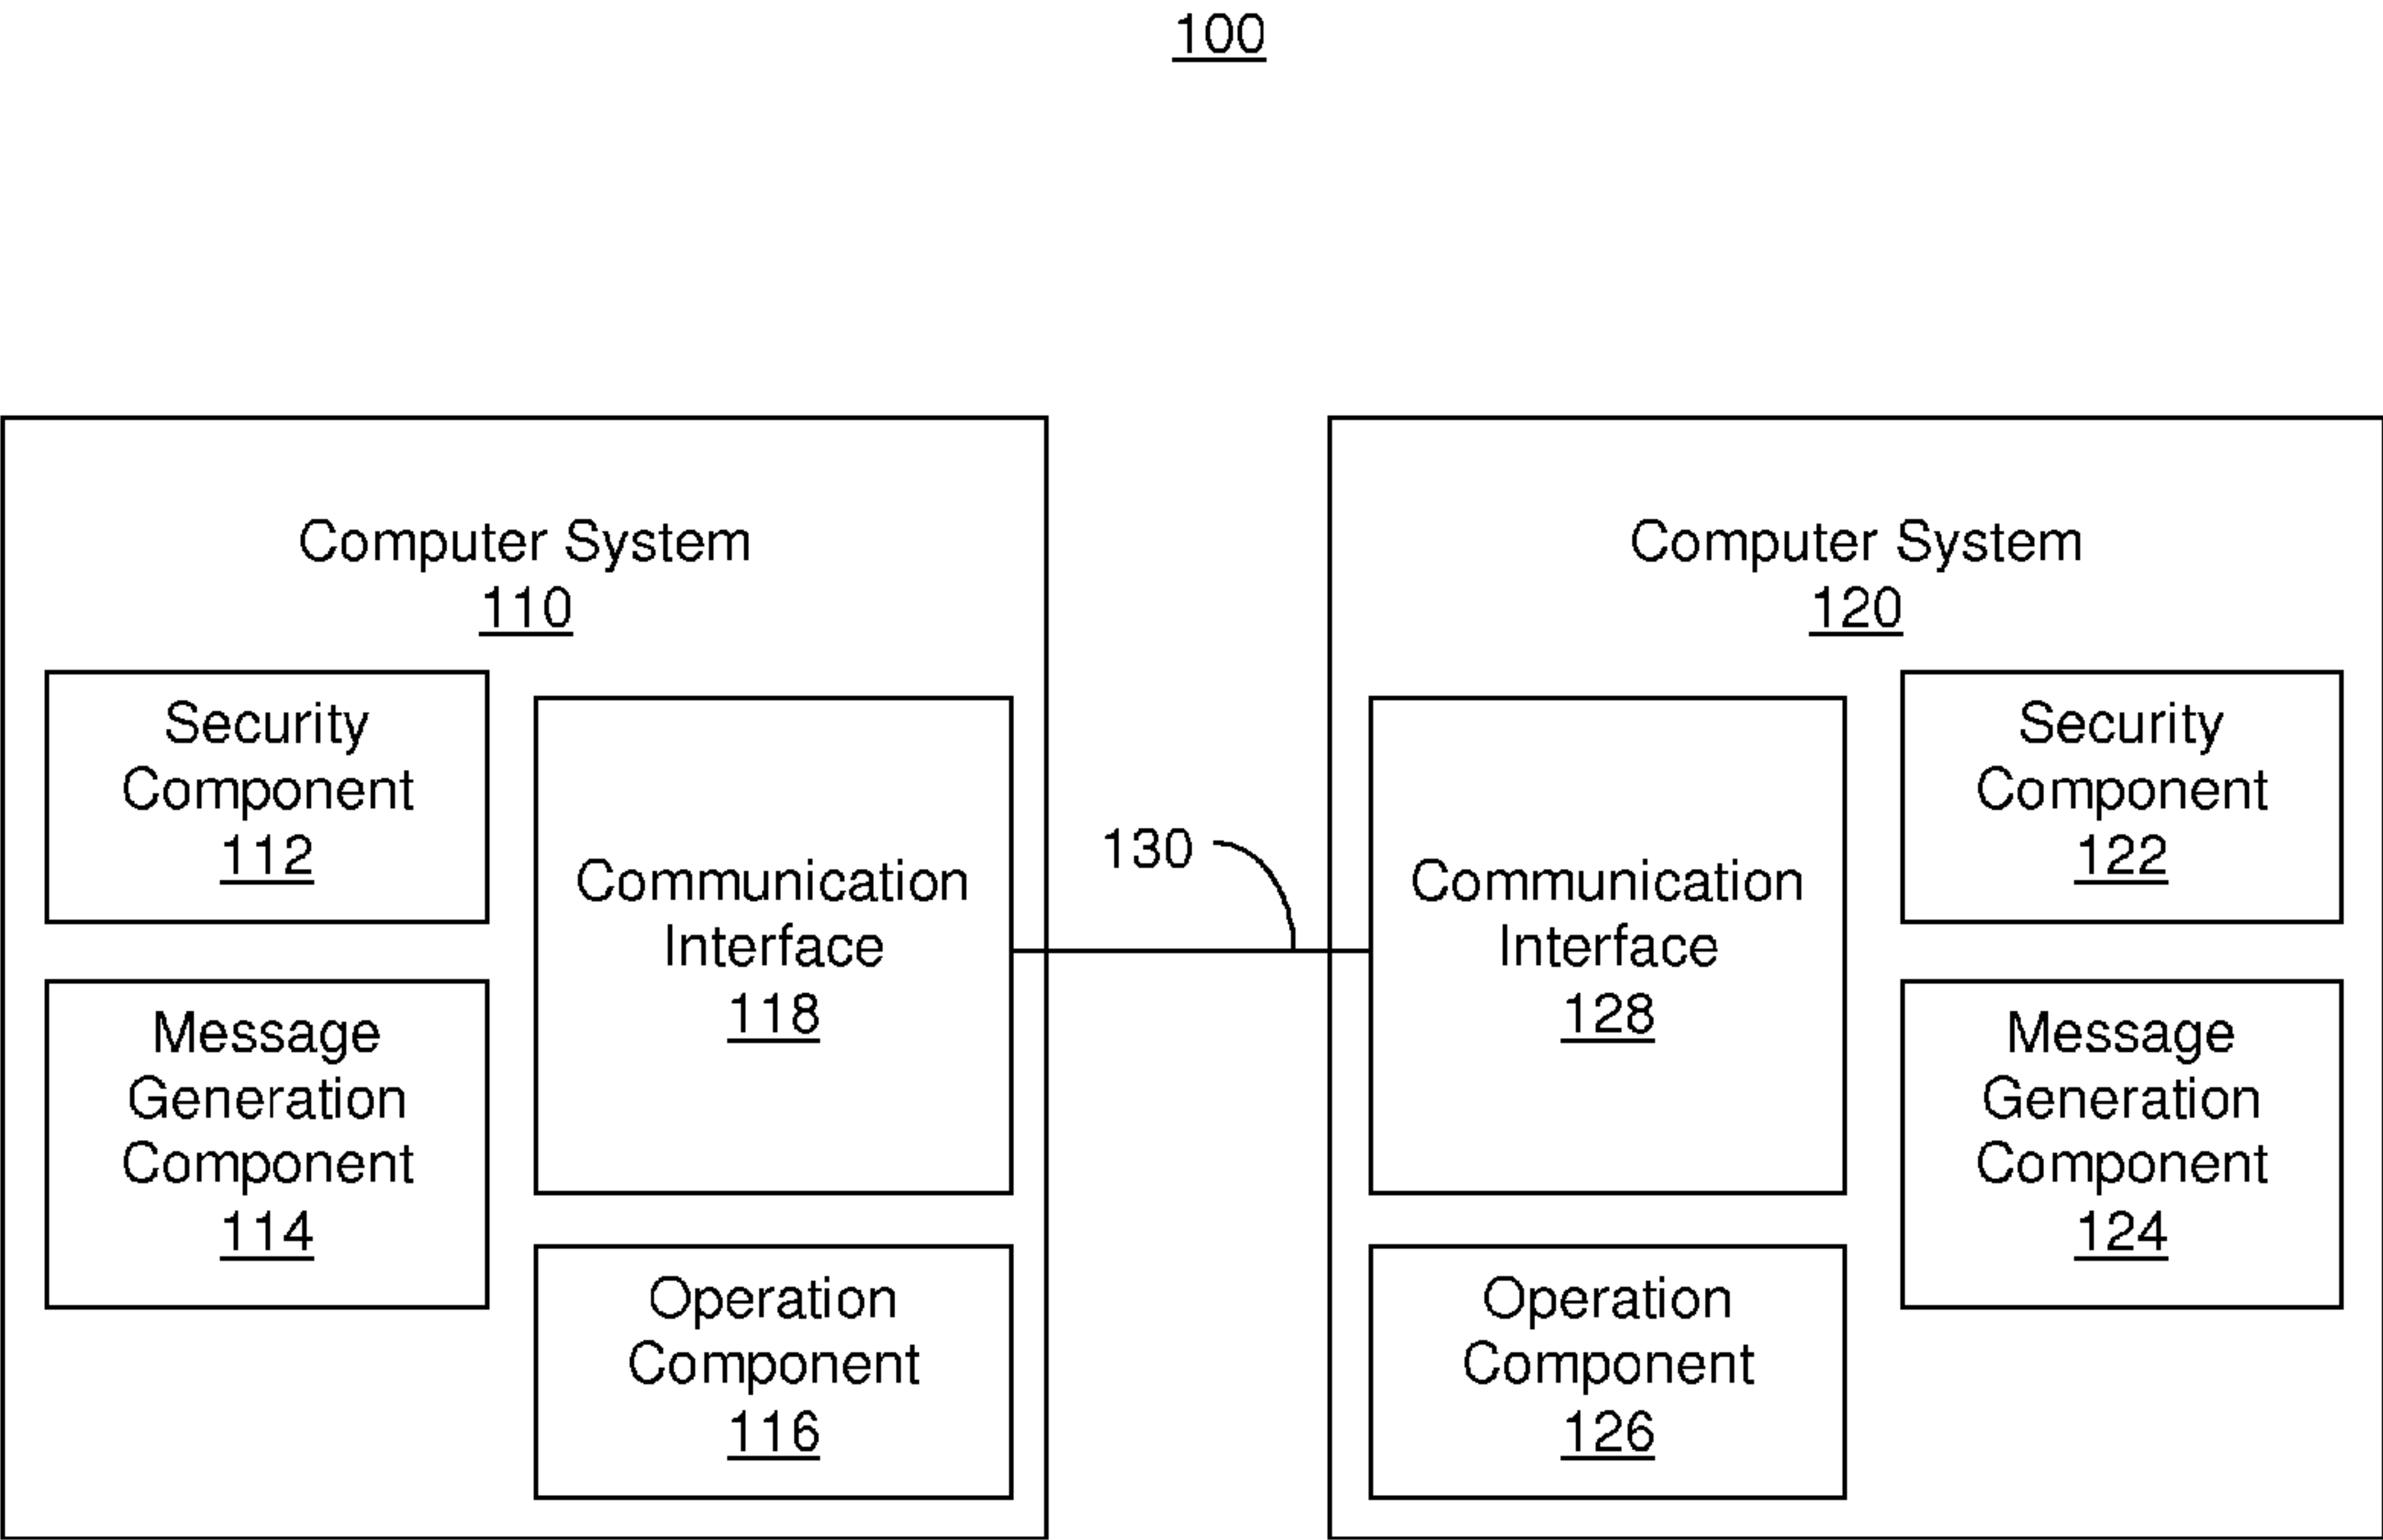 100
Computer System
110
Security
Component
112
Message
Generation
Component
114
Communication
Interface
118
Operation
Component
116
130
Computer System
120
Communication
Interface
128
Operation
Component
126
Security
Component
122
Message
Generation
Component
124